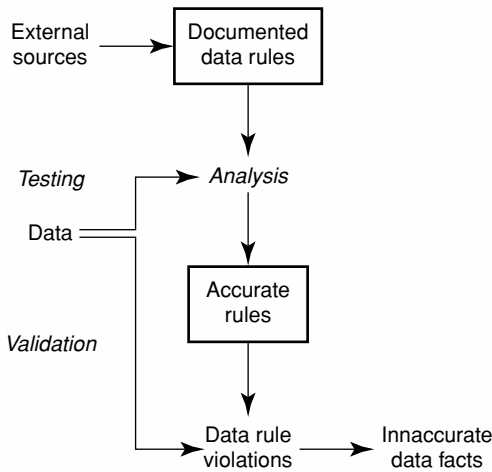 External
sources
Documented
data rules
Testing
Analysis
Data
Accurate
rules
Validation
Data rule
violations
Innaccurate
data facts